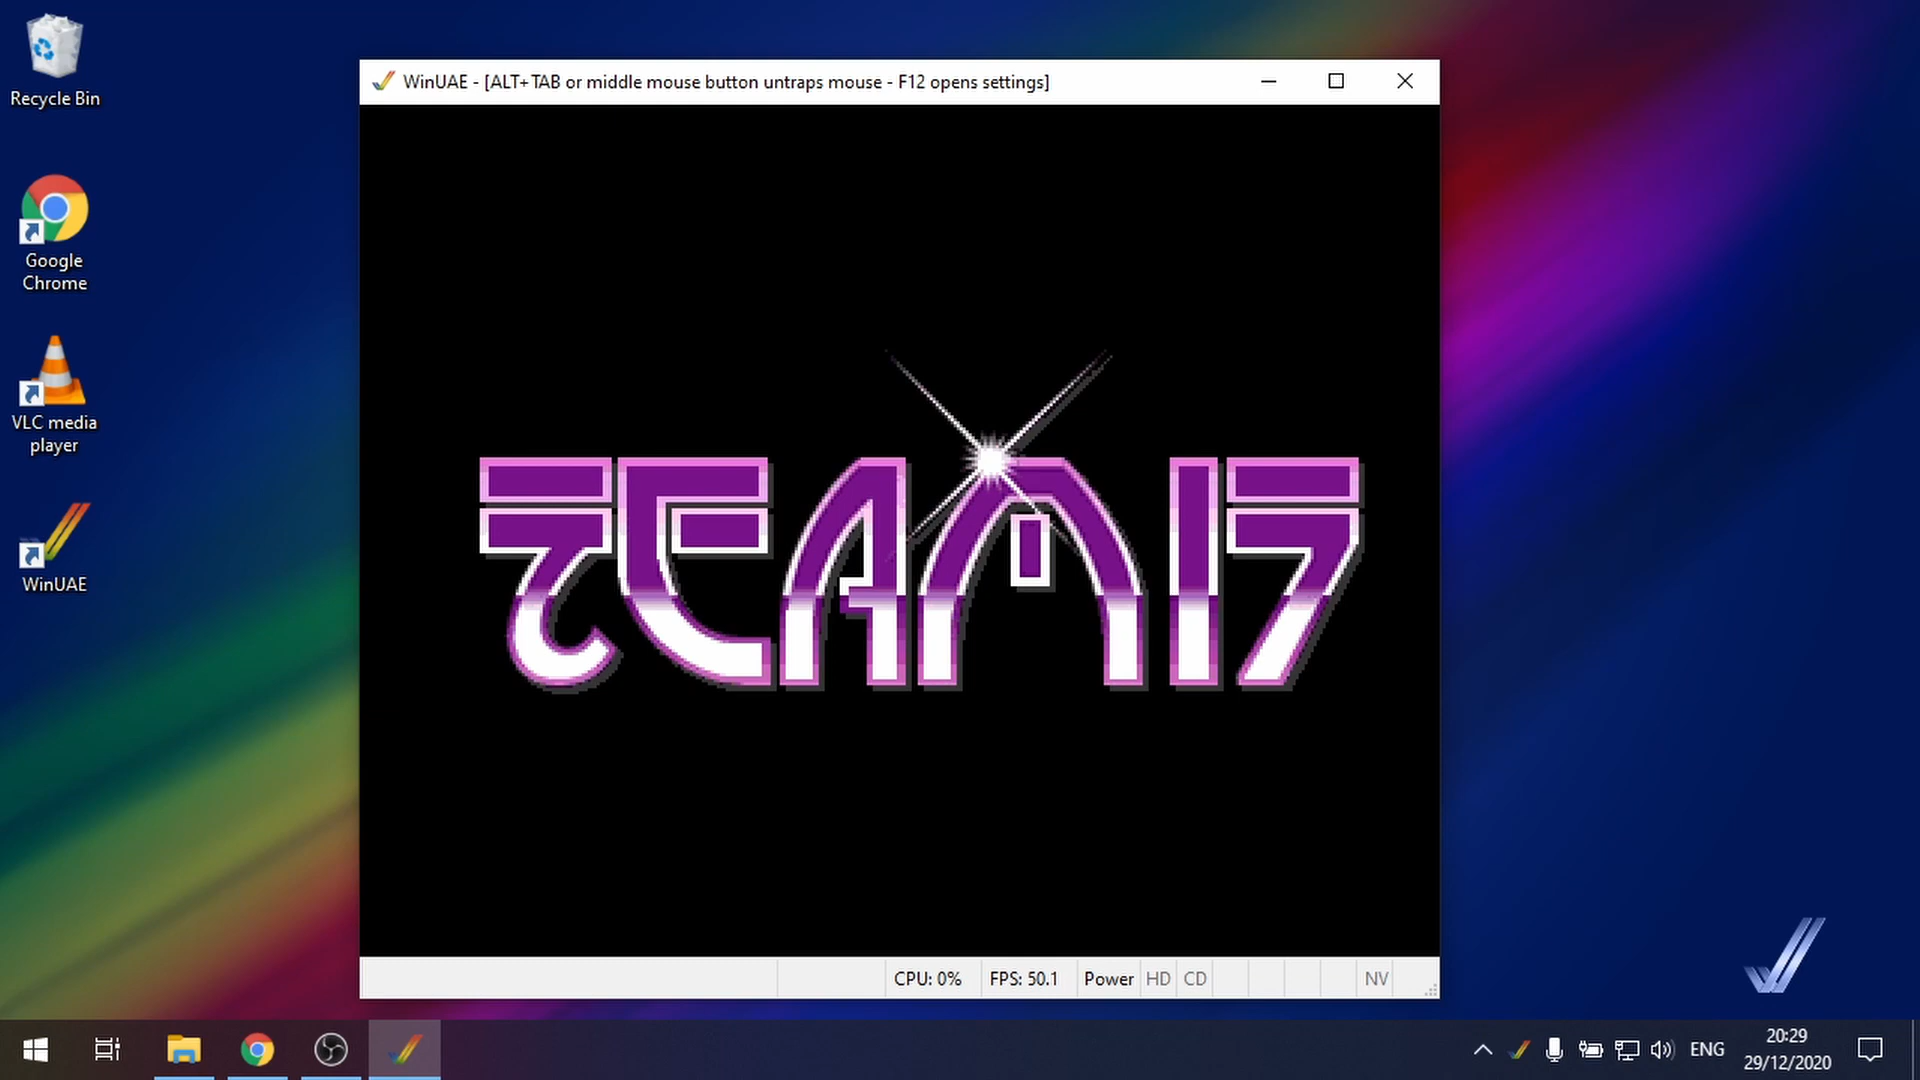 Recycle Bin
WinUAE - [ALT+TAB or middle mouse button untraps mouse - F12 opens settings]
Google
Chrome
VLC media
player
WinUAE
TEAM17
CPU: 0%
FPS: 50.1
Power
HD
CD
NV
ENG
20:29
29/12/2020